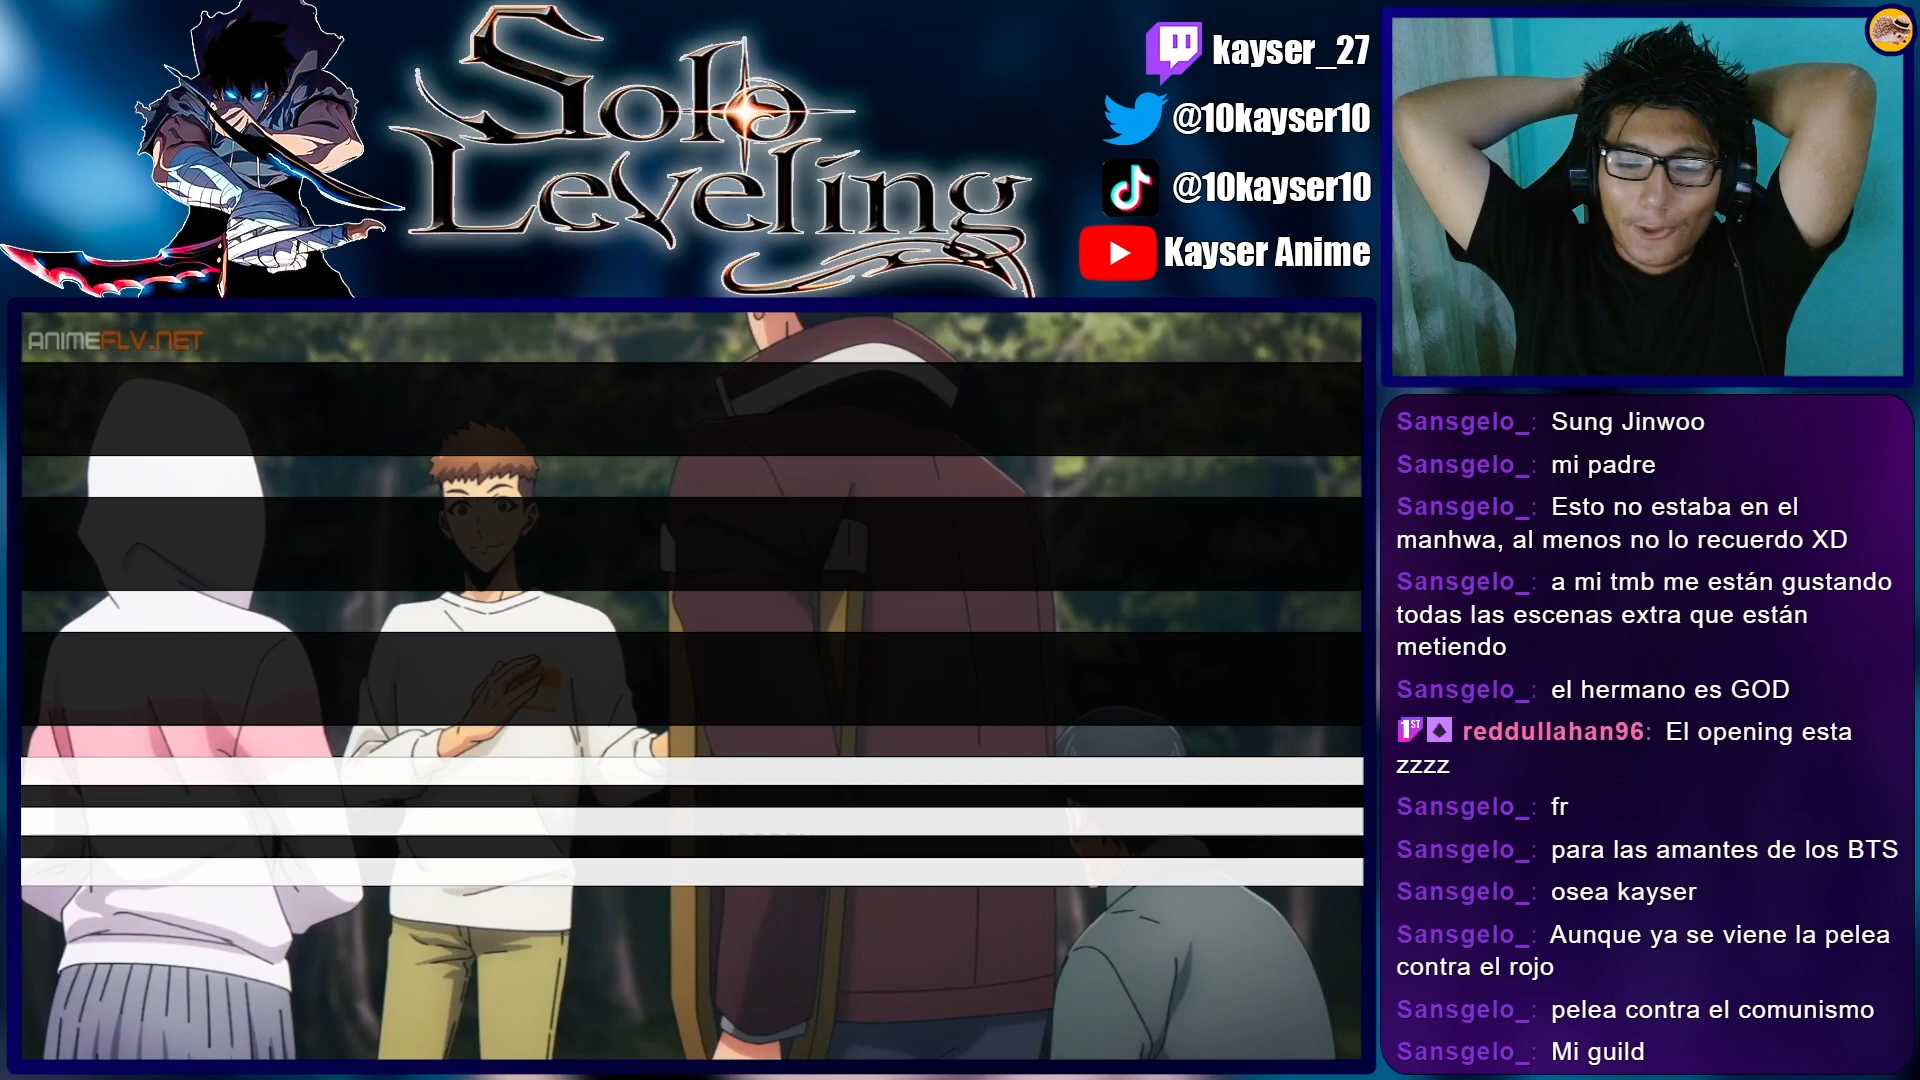 Solo
Leveling
kayser_27
@10kayser10
@10kayser10
Kayser Anime
ANIMEFLV.NET
Sansgelo_: Sung Jinwoo
Sansgelo_: mi padre
Sansgelo_: Esto no estaba en el
manhwa, al menos no lo recuerdo XD
Sansgelo_: a mi tmb me están gustando
todas las escenas extra que están
metiendo
Sansgelo_: el hermano es GOD
1ST reddullahan96: El opening esta
zzzz
Sansgelo_: fr
Sansgelo_: para las amantes de los BTS
Sansgelo_: osea kayser
Sansgelo_: Aunque ya se viene la pelea
contra el rojo
Sansgelo_: pelea contra el comunismo
Sansgelo_: Mi guild